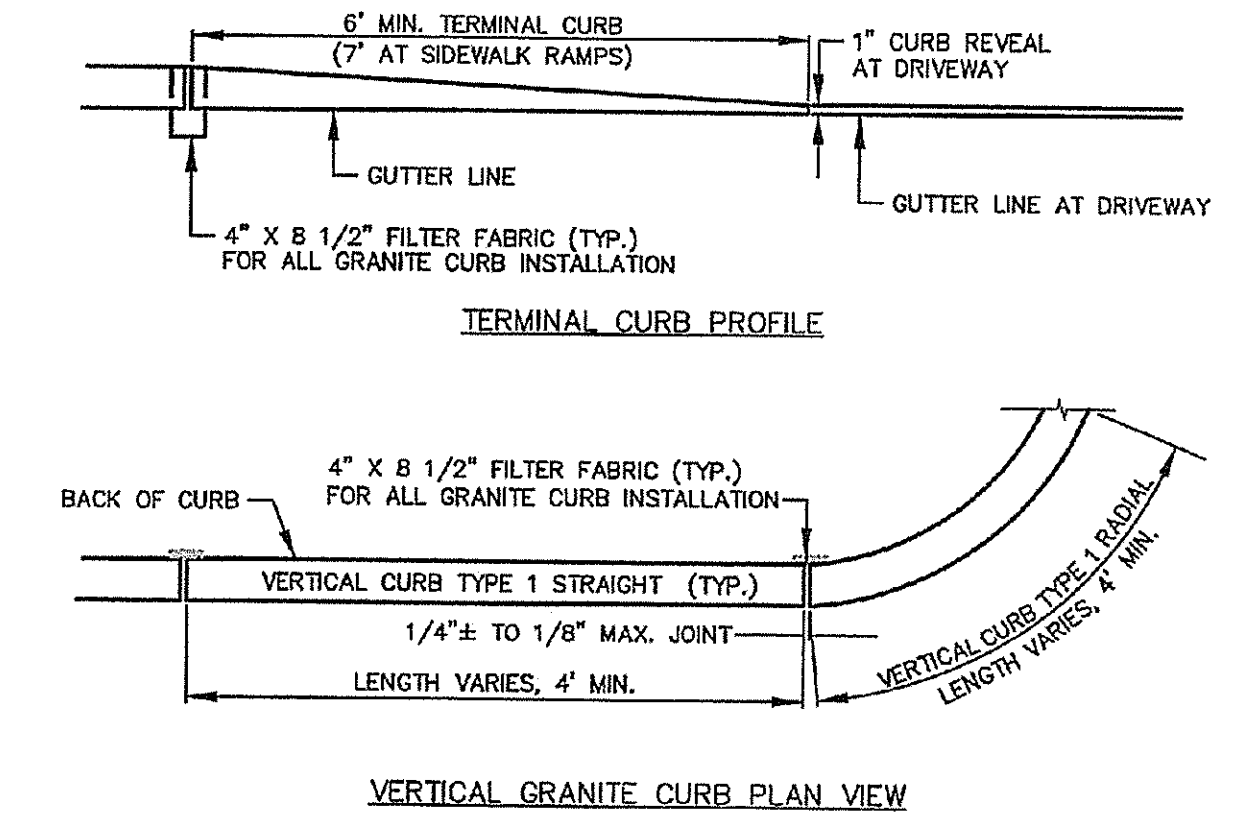 6' MIN. TERMINAL CURB
(7' AT SIDEWALK RAMPS)
1" CURB REVEAL
AT DRIVEWAY
GUTTER LINE
GUTTER LINE AT DRIVEWAY
4" X 8 1/2" FILTER FABRIC (TYP.)
FOR ALL GRANITE CURB INSTALLATION
TERMINAL CURB PROFILE
4" X 8 1/2" FILTER FABRIC (TYP.)
FOR ALL GRANITE CURB INSTALLATION
BACK OF CURB
VERTICAL CURB TYPE 1 STRAIGHT (TYP.)
1/4"± TO 1/8" MAX. JOINT
LENGTH VARIES, 4' MIN.
VERTICAL CURB TYPE 1 RADIAL
LENGTH VARIES, 4' MIN.
VERTICAL GRANITE CURB PLAN VIEW